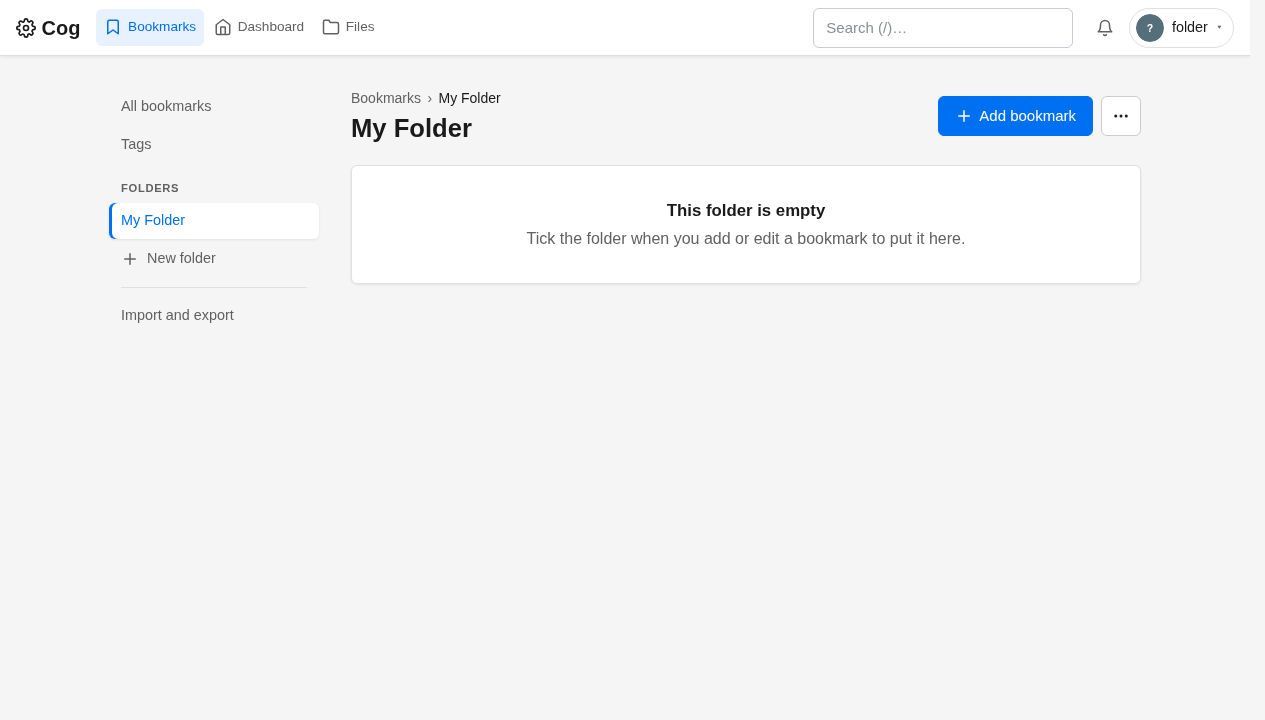 Cog
Bookmarks
Dashboard
Files
Search (/)…
?
folder
All bookmarks
Tags
FOLDERS
My Folder
New folder
Import and export
Bookmarks › My Folder
My Folder
Add bookmark
This folder is empty
Tick the folder when you add or edit a bookmark to put it here.